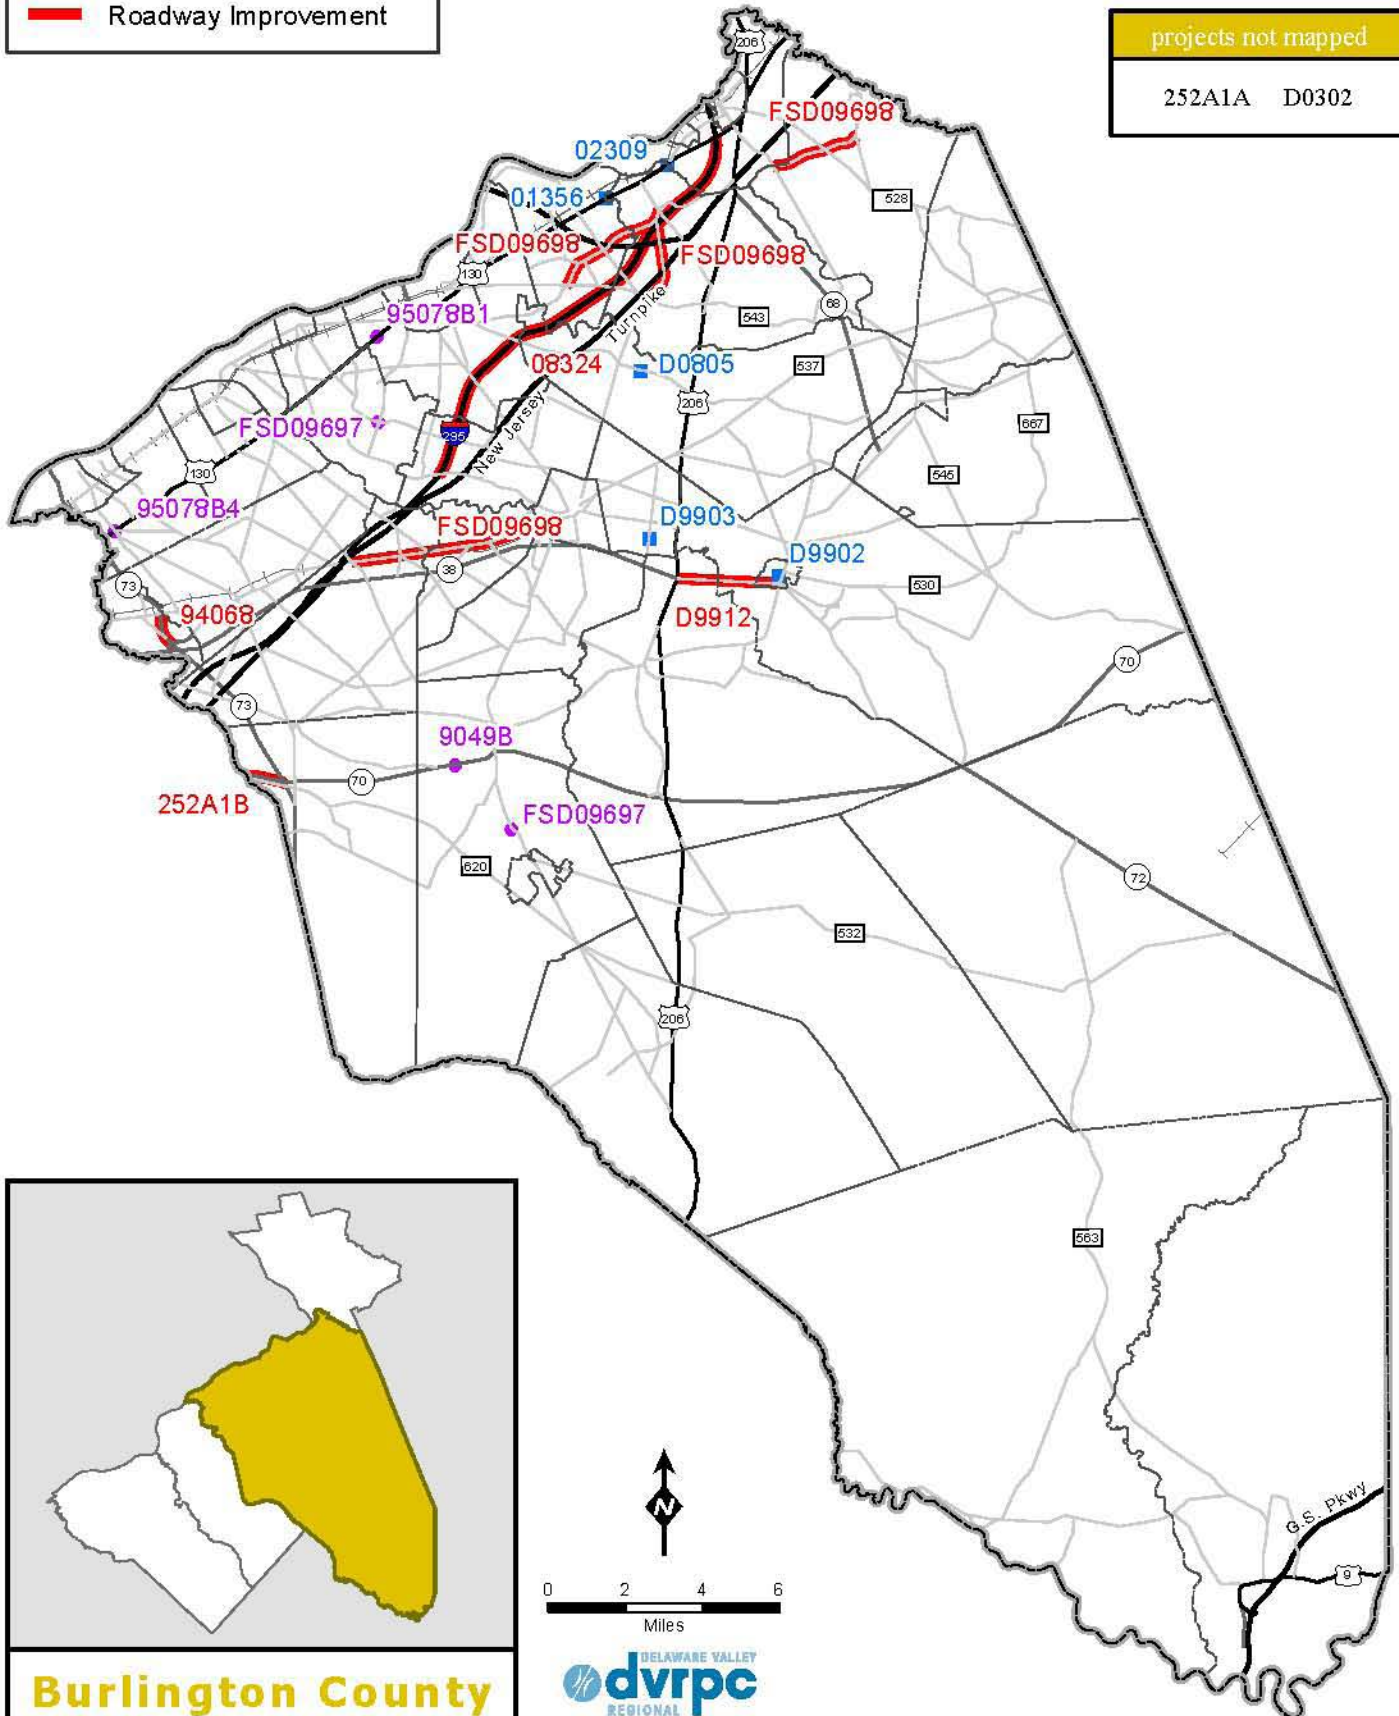 Roadway Improvement
projects not mapped
252A1A D0302
206
FSD09698
02309
01356
528
FSD09698
FSD09698
130
68
95078B1
543
Turnpike
08324
D0805
537
206
FSD09697
295
New Jersey
667
130
545
95078B4
D9903
FSD09698
D9902
38
73
530
94068
D9912
70
73
9049B
70
252A1B
FSD09697
620
72
532
206
563
G.S. Pkwy
9
N
0 2 4 6
Miles
DELAWARE VALLEY
dvrpc
REGIONAL
Burlington County